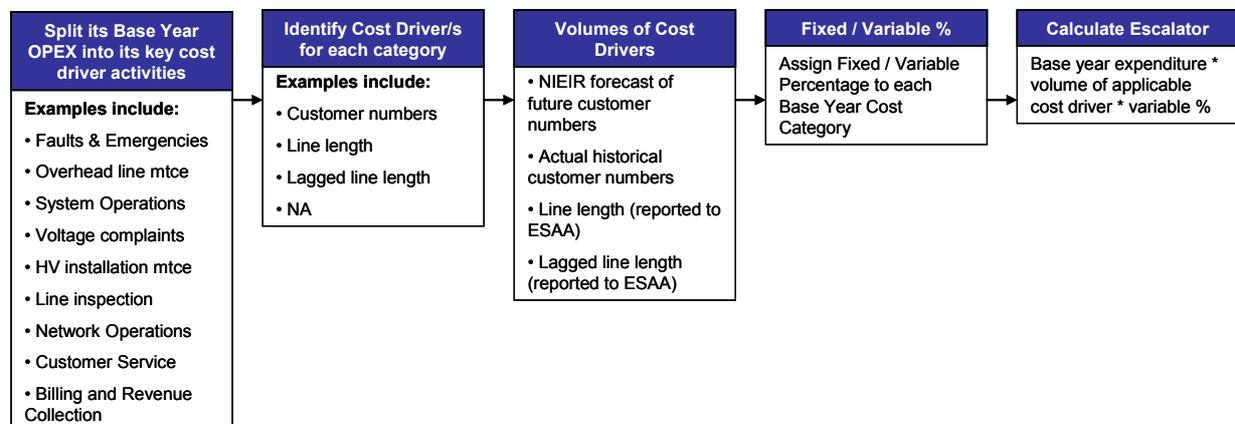 Split its Base Year
OPEX into its key cost
driver activities
Examples include:
• Faults & Emergencies
• Overhead line mtce
• System Operations
• Voltage complaints
• HV installation mtce
• Line inspection
• Network Operations
• Customer Service
• Billing and Revenue
Collection
Identify Cost Driver/s
for each category
Examples include:
• Customer numbers
• Line length
• Lagged line length
• NA
Volumes of Cost
Drivers
• NIEIR forecast of
future customer
numbers
• Actual historical
customer numbers
• Line length (reported to
ESAA)
• Lagged line length
(reported to ESAA)
Fixed / Variable %
Assign Fixed / Variable
Percentage to each
Base Year Cost
Category
Calculate Escalator
Base year expenditure *
volume of applicable
cost driver * variable %